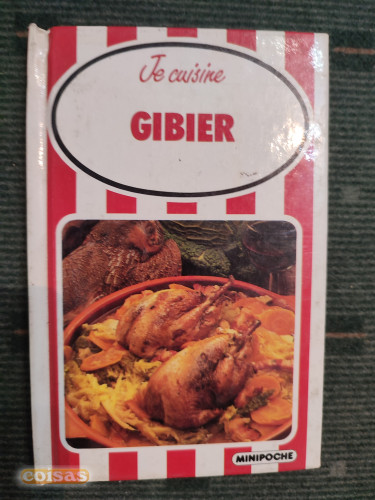 Je cuisine
GIBIER
MINIPOCHE
coisas